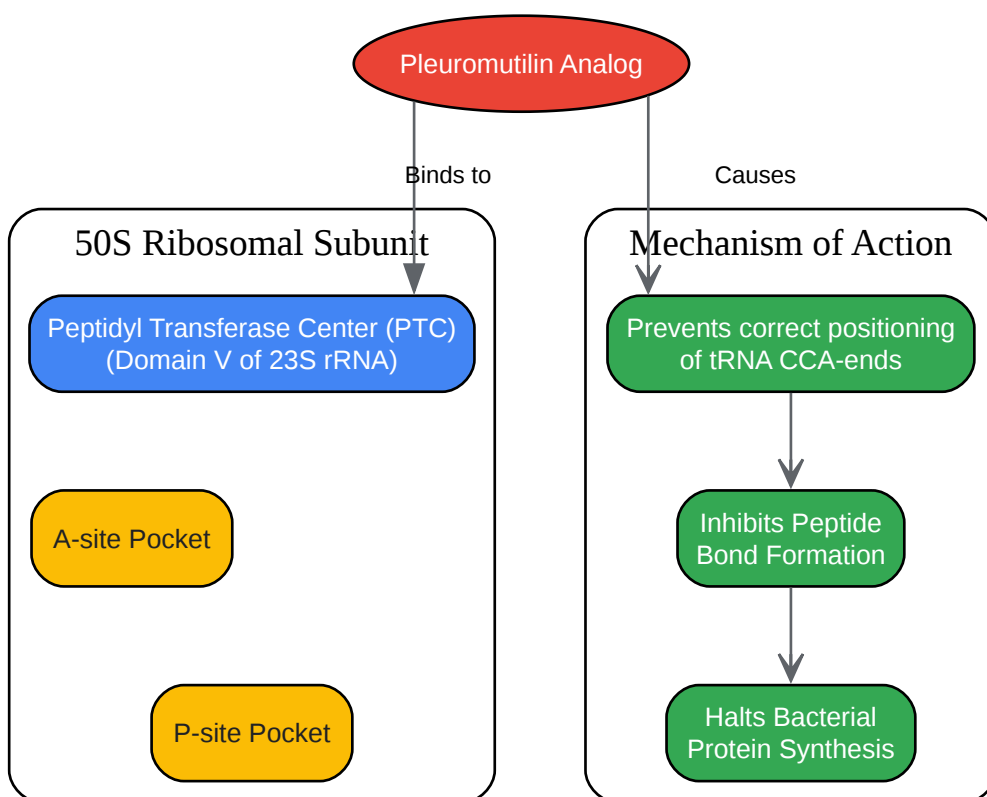 Pleuromutilin Analog
Binds to
Causes
50S Ribosomal Subunit
Peptidyl Transferase Center (PTC)
(Domain V of 23S rRNA)
A-site Pocket
P-site Pocket
Mechanism of Action
Prevents correct positioning
of tRNA CCA-ends
Inhibits Peptide
Bond Formation
Halts Bacterial
Protein Synthesis